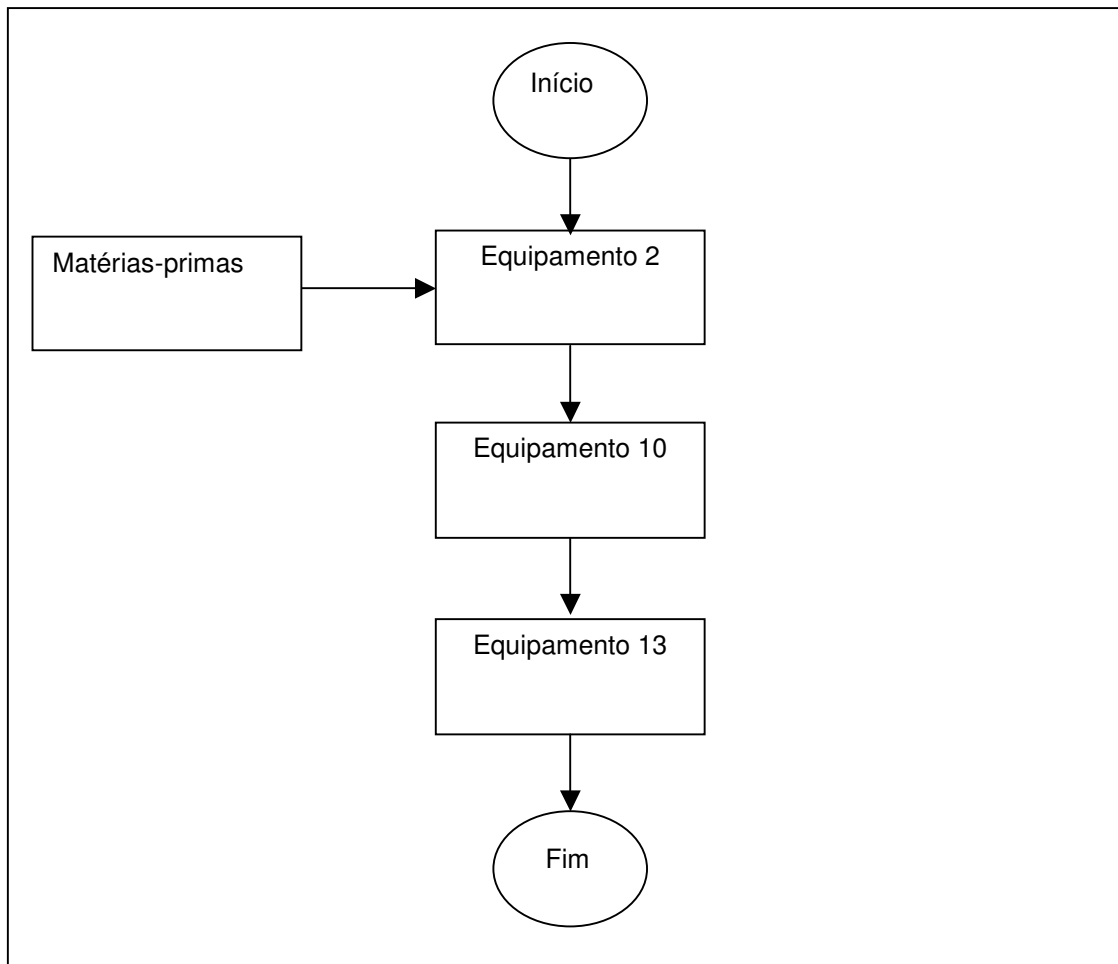 Início
Matérias-primas
Equipamento 2
Equipamento 10
Equipamento 13
Fim